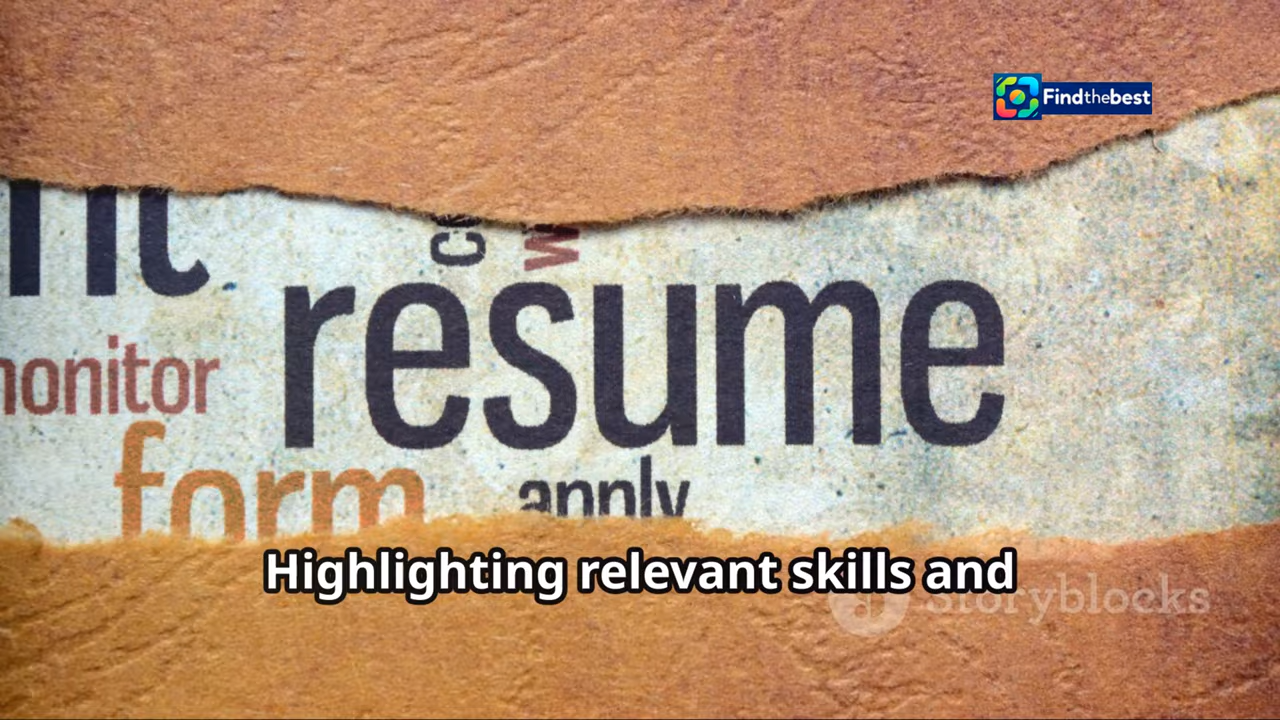 Findthebest
resume
monitor
form
apply
Highlighting relevant skills and
Storyblocks